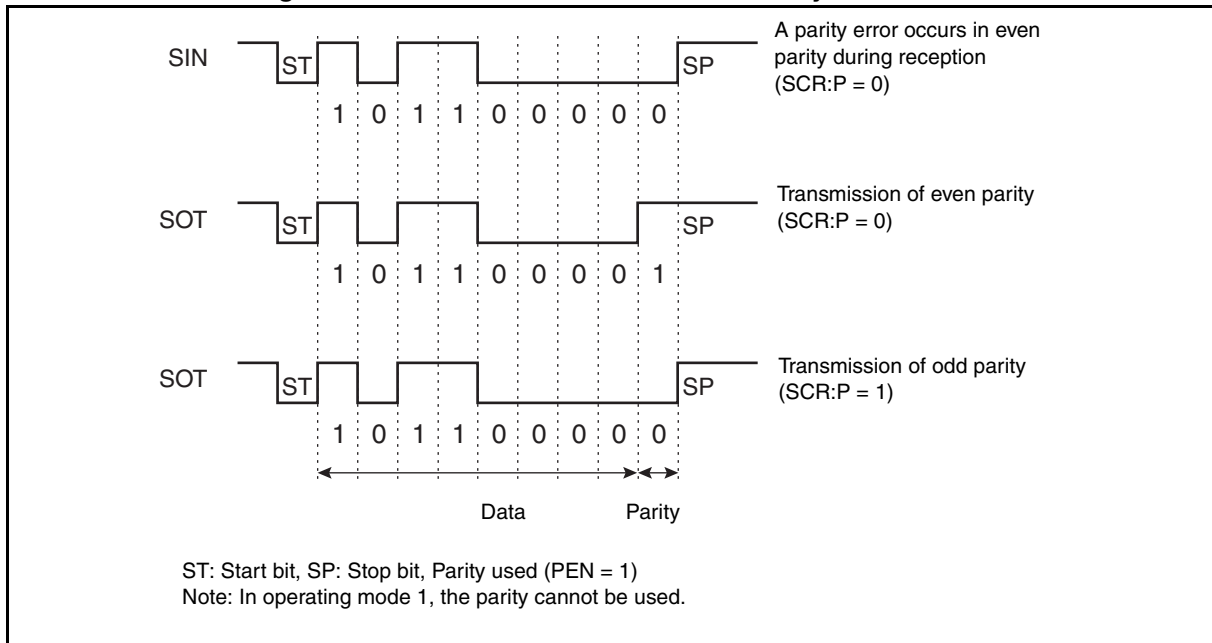 SIN
ST
SP
A parity error occurs in even
parity during reception
(SCR:P = 0)
1 0 1 1 0 0 0 0 0
SOT
ST
SP
Transmission of even parity
(SCR:P = 0)
1 0 1 1 0 0 0 0 1
SOT
ST
SP
Transmission of odd parity
(SCR:P = 1)
1 0 1 1 0 0 0 0 0
Data Parity
ST: Start bit, SP: Stop bit, Parity used (PEN = 1)
Note: In operating mode 1, the parity cannot be used.